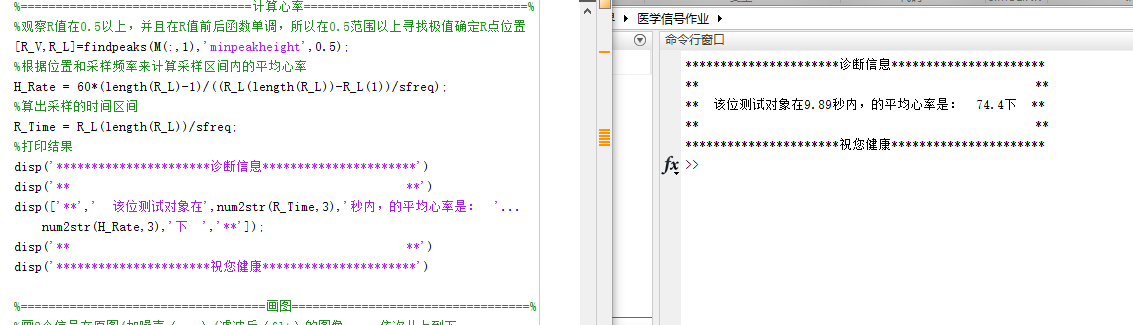 %=================================计算心率================================%
%观察R值在0.5以上，并且在R值前后函数单调，所以在0.5范围以上寻找极值确定R点位置
[R_V,R_L]=findpeaks(M(:,1),'minpeakheight',0.5);
%根据位置和采样频率来计算采样区间内的平均心率
H_Rate = 60*(length(R_L)-1)/((R_L(length(R_L))-R_L(1))/sfreq);
%算出采样的时间区间
R_Time = R_L(length(R_L))/sfreq;
%打印结果
disp('**********************诊断信息**********************')
disp('**                                                **')
disp(['**','  该位测试对象在',num2str(R_Time,3),'秒内，的平均心率是:  '...
    num2str(H_Rate,3),'下  ','**']);
disp('**                                                **')
disp('**********************祝您健康**********************')
%===================================画图==================================%
医学信号作业
命令行窗口
**********************诊断信息**********************
**                                                **
**  该位测试对象在9.89秒内，的平均心率是:  74.4下  **
**                                                **
**********************祝您健康**********************
fx >>